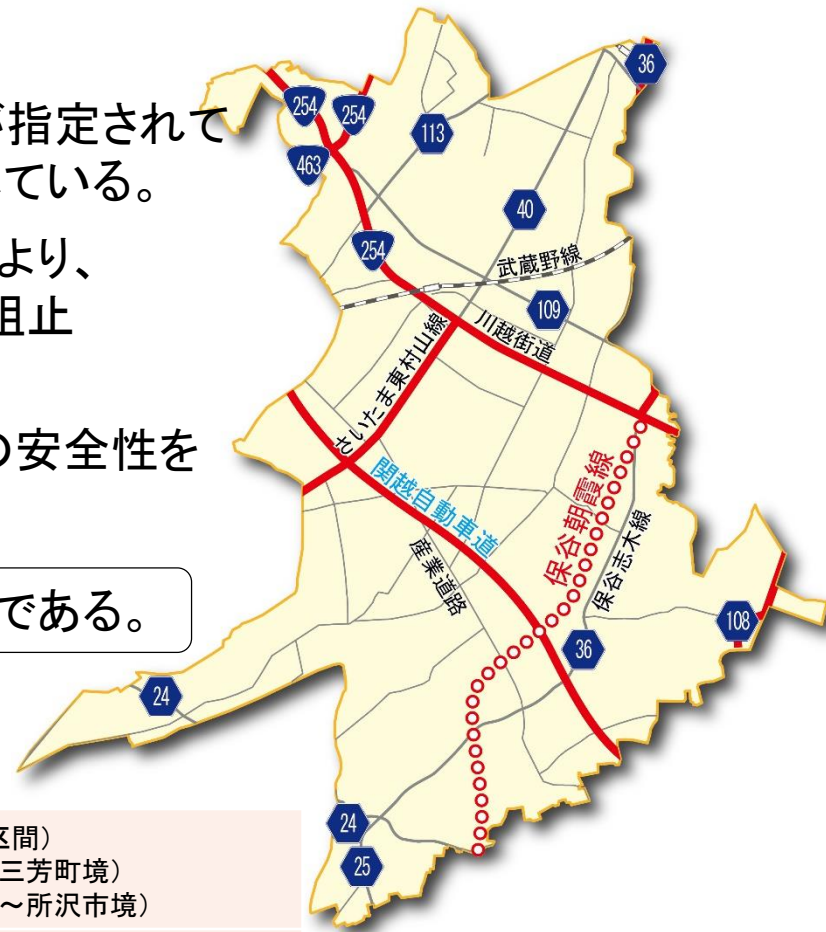 が指定されて
ている。
より、
阻止
の安全性を
である。
区間)
三芳町境)
~所沢市境)
36
254
254
113
463
40
254
武蔵野線
109
川越街道
さいたま東村山線
関越自動車道
保谷朝霞線
保谷志木線
産業道路
108
36
24
24
25